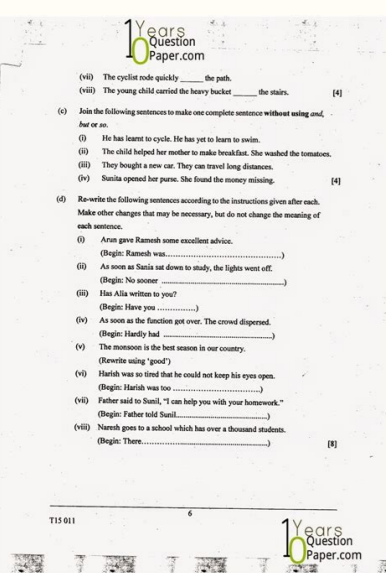 10 Years
Question
Paper.com
(vii) The cyclist rode quickly ______ the path.
(viii) The young child carried the heavy bucket ______ the stairs. [4]
(c) Join the following sentences to make one complete sentence without using and,
but or so.
(i) He has learnt to cycle. He has yet to learn to swim.
(ii) The child helped her mother to make breakfast. She washed the tomatoes.
(iii) They bought a new car. They can travel long distances.
(iv) Sunita opened her purse. She found the money missing. [4]
(d) Re-write the following sentences according to the instructions given after each.
Make other changes that may be necessary, but do not change the meaning of
each sentence.
(i) Arun gave Ramesh some excellent advice.
(Begin: Ramesh was...............................................)
(ii) As soon as Sania sat down to study, the lights went off.
(Begin: No sooner .................................................)
(iii) Has Alia written to you?
(Begin: Have you ...............)
(iv) As soon as the function got over. The crowd dispersed.
(Begin: Hardly had ............................................)
(v) The monsoon is the best season in our country.
(Rewrite using ‘good’)
(vi) Harish was so tired that he could not keep his eyes open.
(Begin: Harish was too ...................................)
(vii) Father said to Sunil, “I can help you with your homework.”
(Begin: Father told Sunil....................................)
(viii) Naresh goes to a school which has over a thousand students.
(Begin: There..................................................) [8]
6
T15 011
10 Years
Question
Paper.com